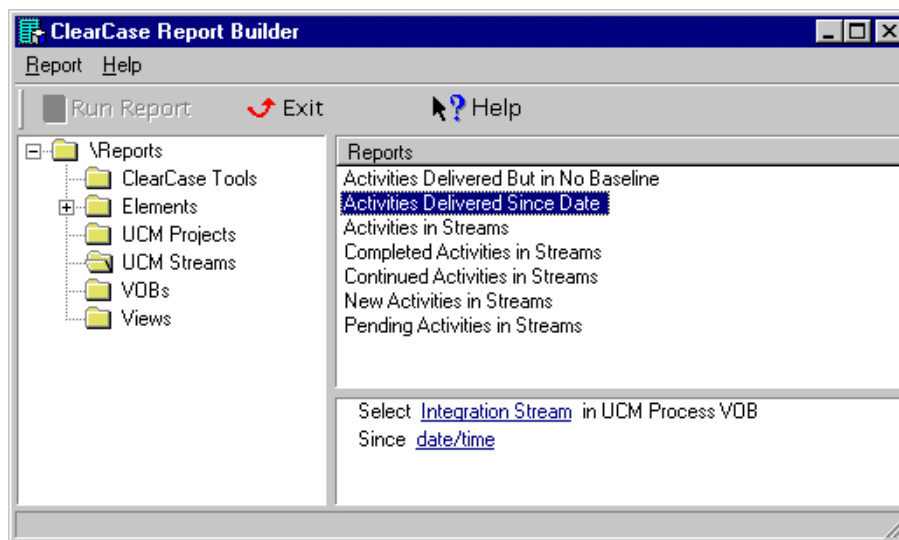 ClearCase Report Builder
Report Help
Run Report Exit Help
\Reports
ClearCase Tools
Elements
UCM Projects
UCM Streams
VOBs
Views
Reports
Activities Delivered But in No Baseline
Activities Delivered Since Date
Activities in Streams
Completed Activities in Streams
Continued Activities in Streams
New Activities in Streams
Pending Activities in Streams
Select Integration Stream in UCM Process VOB
Since date/time